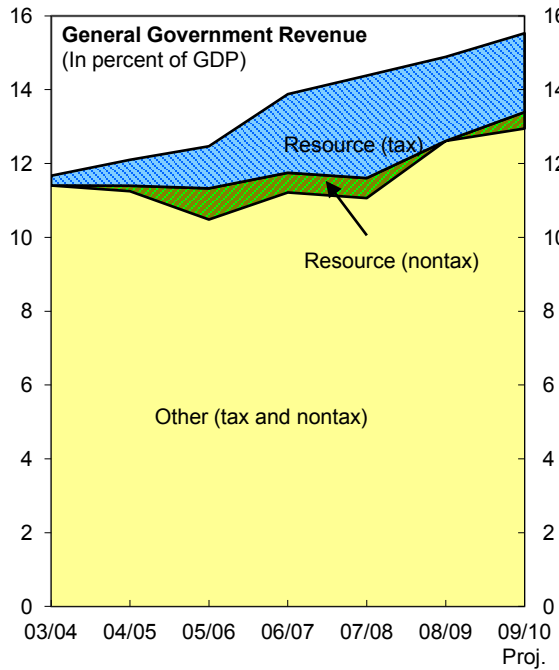 General Government Revenue
(In percent of GDP)
16
14
12
10
8
6
4
2
0
Resource (tax)
Resource (nontax)
Other (tax and nontax)
03/04 04/05 05/06 06/07 07/08 08/09 09/10
Proj.
16
14
12
10
8
6
4
2
0